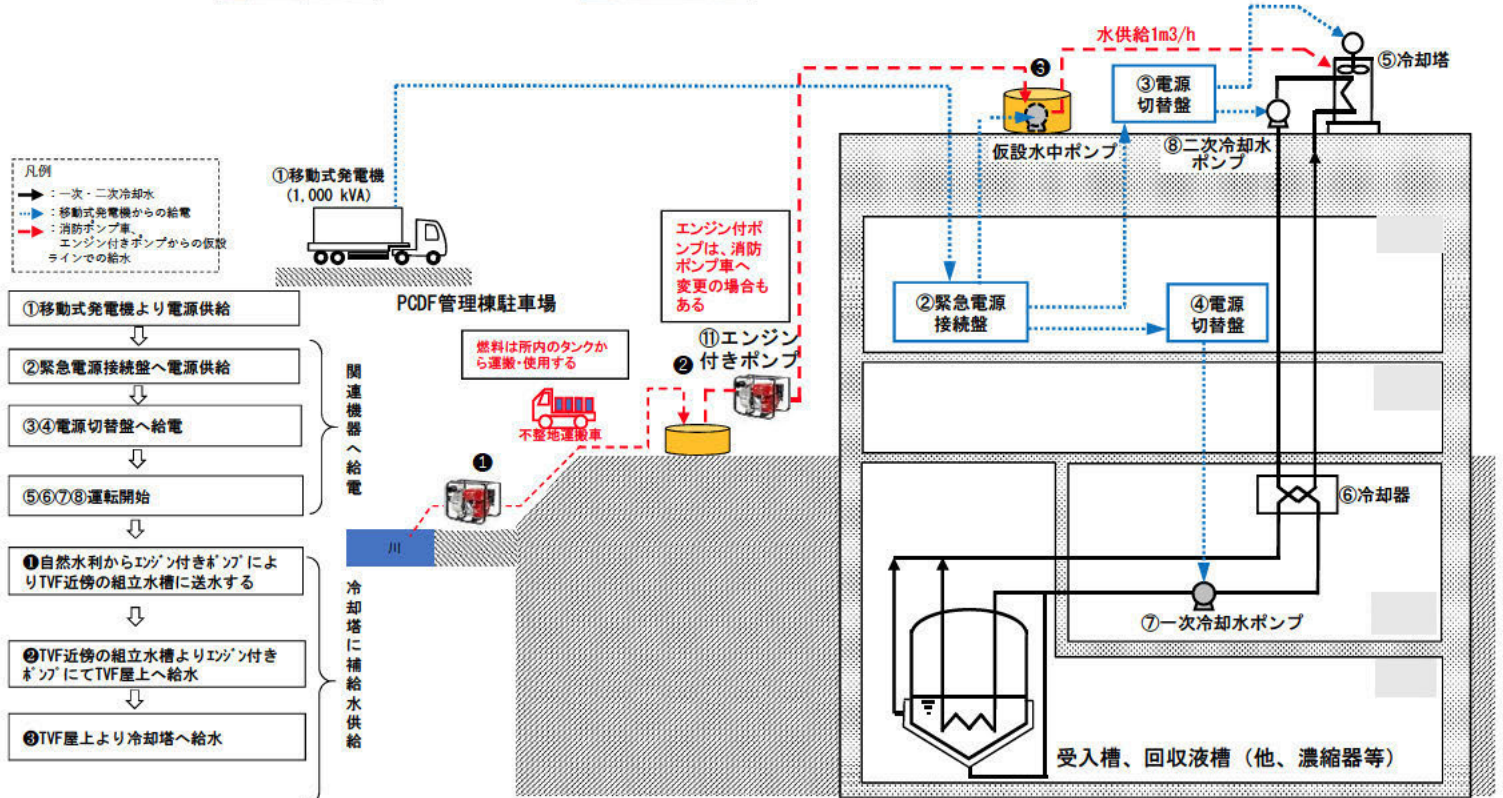 凡例
：一次・二次冷却水
：移動式発電機からの給電
：消防ポンプ車、
エンジン付きポンプからの仮設
ラインでの給水
①移動式発電機より電源供給
②緊急電源接続盤へ電源供給
③④電源切替盤へ給電
⑤⑥⑦⑧運転開始
❶自然水利からエンジン付きポンプによ
りTVF近傍の組立水槽に送水する
❷TVF近傍の組立水槽よりエンジン付き
ポンプにてTVF屋上へ給水
❸TVF屋上より冷却塔へ給水
関連機器へ給電
冷却塔に補給水供給
①移動式発電機
(1,000 kVA)
PCDF管理棟駐車場
燃料は所内のタンクか
ら運搬・使用する
不整地運搬車
❶
川
エンジン付ポ
ンプは、消防
ポンプ車へ
変更の場合も
ある
❷
⑪エンジン
付きポンプ
❸
仮設水中ポンプ
水供給1m3/h
③電源
切替盤
⑤冷却塔
⑧二次冷却水
ポンプ
②緊急電源
接続盤
④電源
切替盤
⑥冷却器
⑦一次冷却水ポンプ
受入槽、回収液槽（他、濃縮器等）